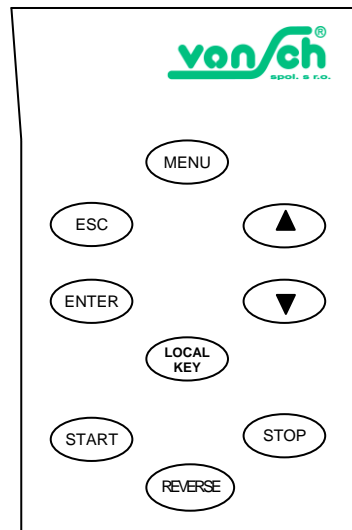 vonsch®
spol. s r.o.
MENU
ESC
▲
ENTER
▼
LOCAL
KEY
START
STOP
REVERSE